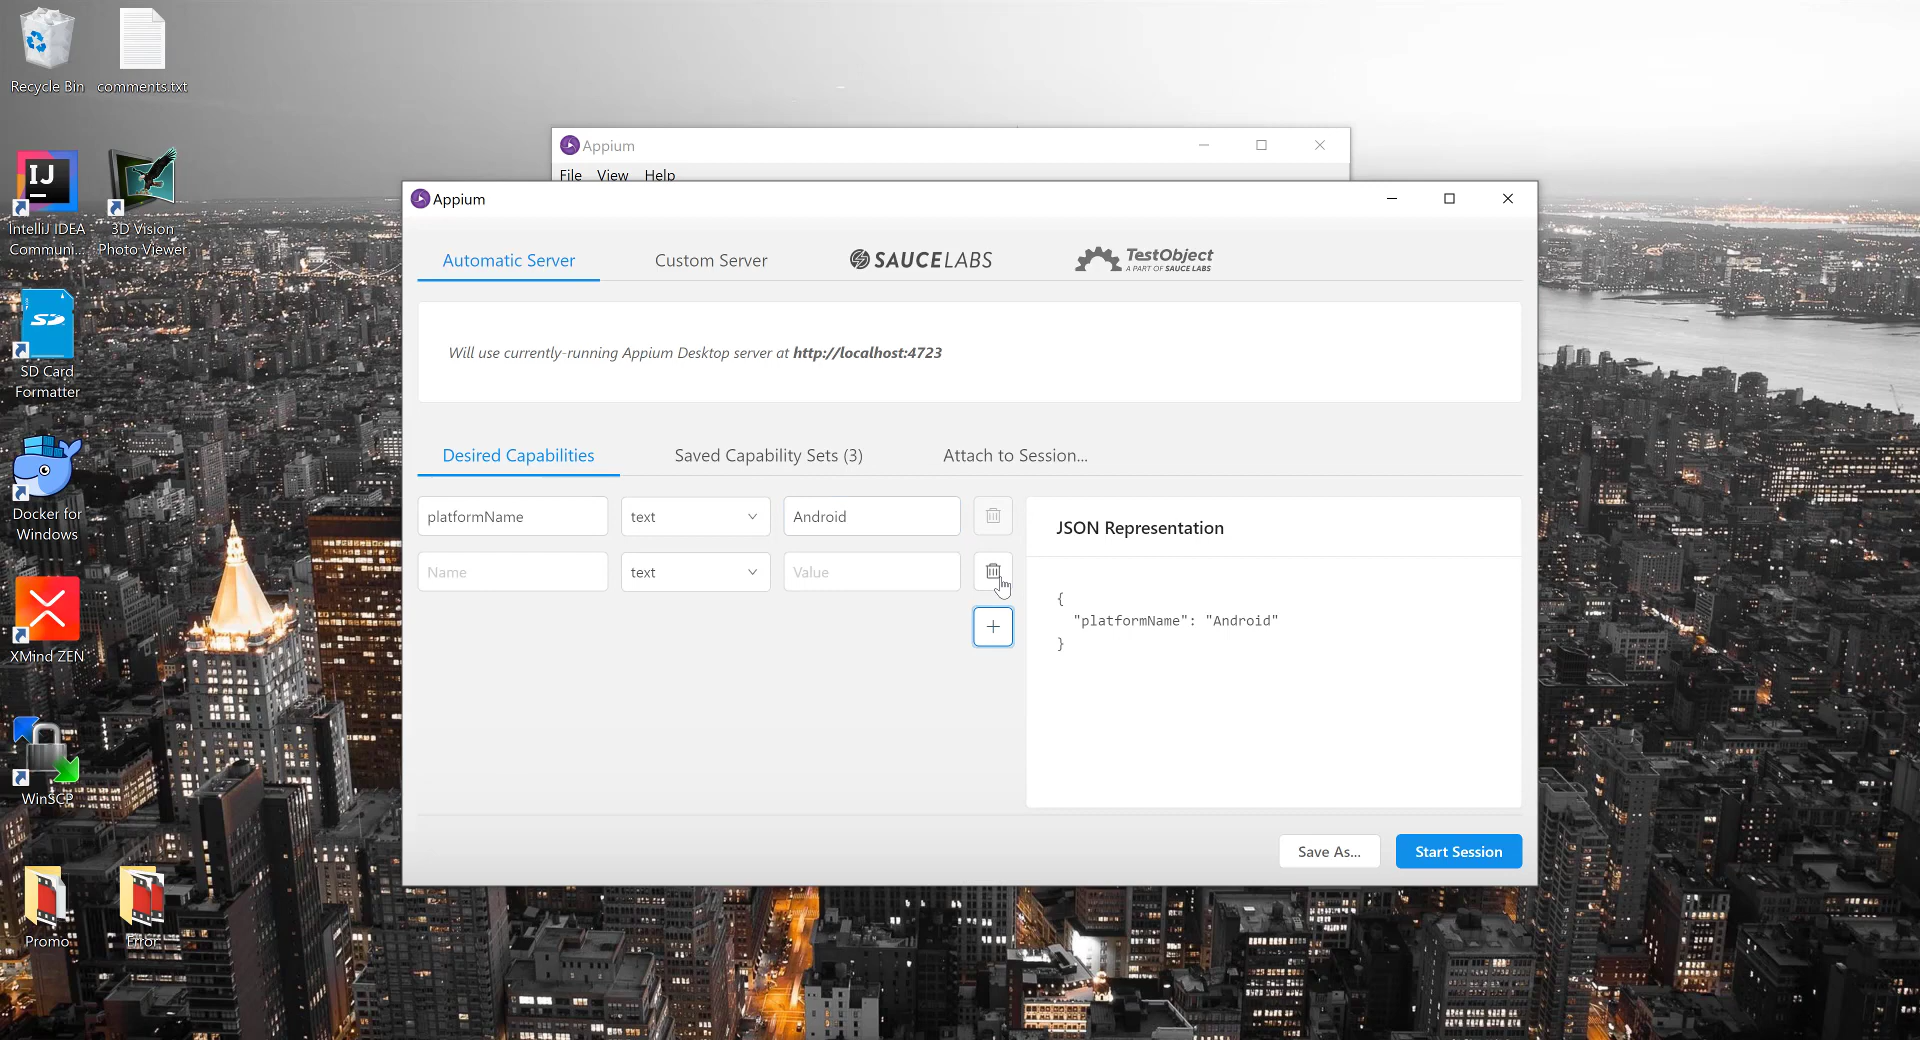 Recycle Bin
comments.txt
IJ
IntelliJ IDEA
Communi...
3D Vision
Photo Viewer
SD
SD Card
Formatter
Docker for
Windows
XMind ZEN
WinSCP
Promo
Error
Appium
File View Help
Appium
Automatic Server
Custom Server
SAUCELABS
TestObject
A PART OF SAUCE LABS
Will use currently-running Appium Desktop server at http://localhost:4723
Desired Capabilities
Saved Capability Sets (3)
Attach to Session...
platformName
text
Android
Name
text
Value
JSON Representation
{
"platformName": "Android"
}
Save As...
Start Session